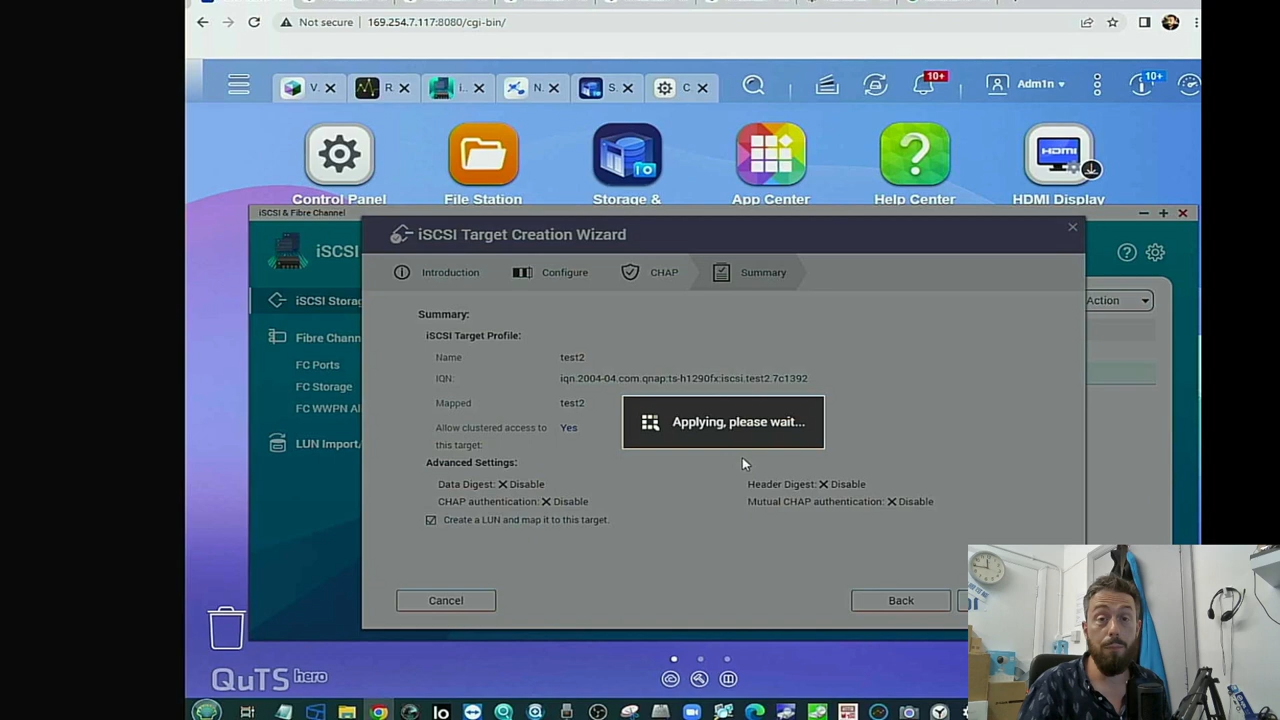 Not secure | 169.254.7.117:8080/cgi-bin/
V.
R.
I..
N.
S.
C
10+
Adm1n
10+
Control Panel
File Station
Storage &
App Center
Help Center
HDMI
HDMI Display
iSCSI & Fibre Channel
iSCSI Target Creation Wizard
iSCSI
Introduction
Configure
CHAP
Summary
iSCSI Storag
Action
Summary:
iSCSI Target Profile:
Fibre Chann
Name test2
FC Ports
IQN: iqn.2004-04.com.qnap:ts-h1290fx:iscsi.test2.7c1392
FC Storage
Mapped test2
FC WWPN Al
Applying, please wait...
Allow clustered access to this target: Yes
LUN Import/
Advanced Settings:
Data Digest: Disable
Header Digest: Disable
CHAP authentication: Disable
Mutual CHAP authentication: Disable
Create a LUN and map it to this target.
Cancel
Back
QuTS hero